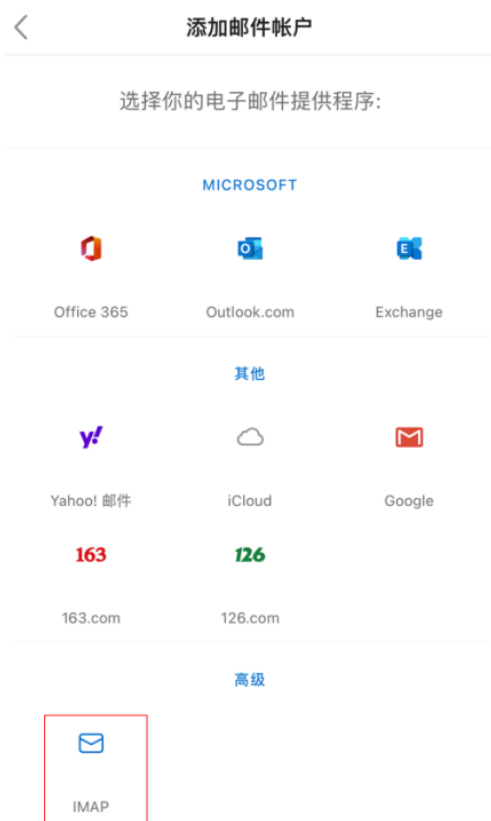 添加邮件帐户
选择你的电子邮件提供程序:
MICROSOFT
Office 365 Outlook.com Exchange
其他
y!
Yahoo! 邮件 iCloud Google
163 126
163.com 126.com
高级
IMAP